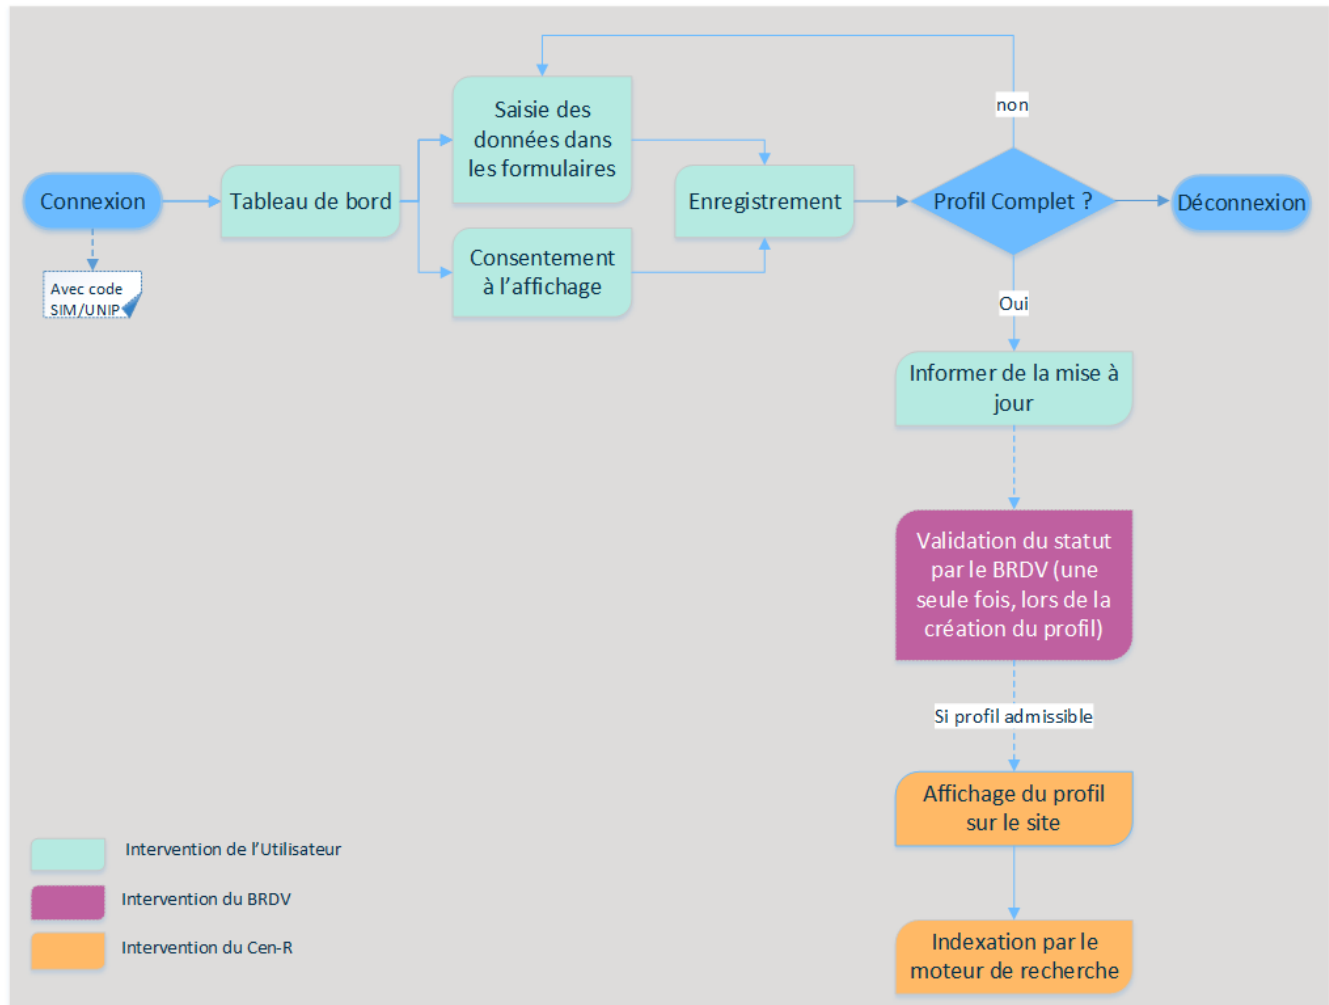 non
Saisie des
données dans
les formulaires
Connexion
Tableau de bord
Enregistrement
Profil Complet ?
Déconnexion
Consentement
à l'affichage
Avec code
SIM/UNIP
Oui
Informer de la mise à
jour
Validation du statut
par le BRDV (une
seule fois, lors de la
création du profil)
Si profil admissible
Affichage du profil
sur le site
Indexation par le
moteur de recherche
Intervention de l'Utilisateur
Intervention du BRDV
Intervention du Cen-R